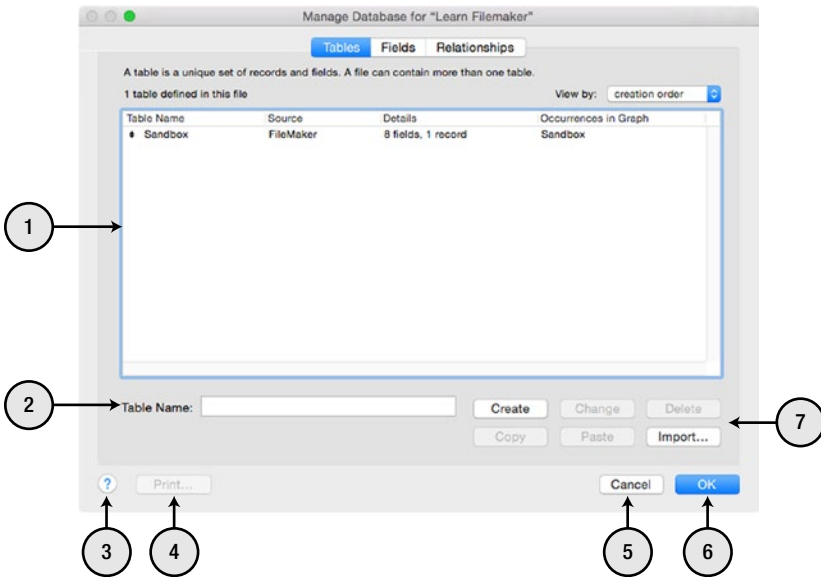 Manage Database for "Learn Filemaker"
Tables Fields Relationships
A table is a unique set of records and fields. A file can contain more than one table.
1 table defined in this file View by: creation order
Table Name Source Details Occurrences in Graph
Sandbox FileMaker 8 fields, 1 record Sandbox
1
2 Table Name: Create Change Delete
7
Copy Paste Import...
? Print... Cancel OK
3 4 5 6